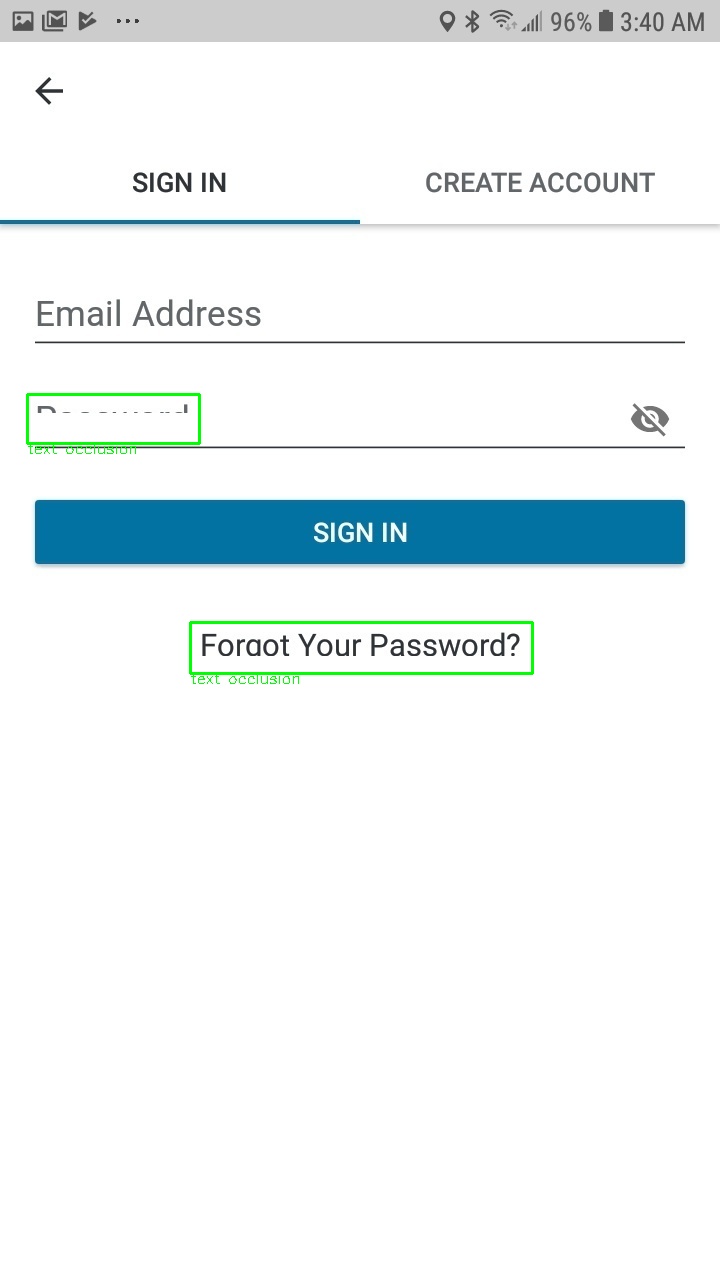 96% 3:40 AM
SIGN IN CREATE ACCOUNT
Email Address
text occlusion
SIGN IN
Forgot Your Password?
text occlusion